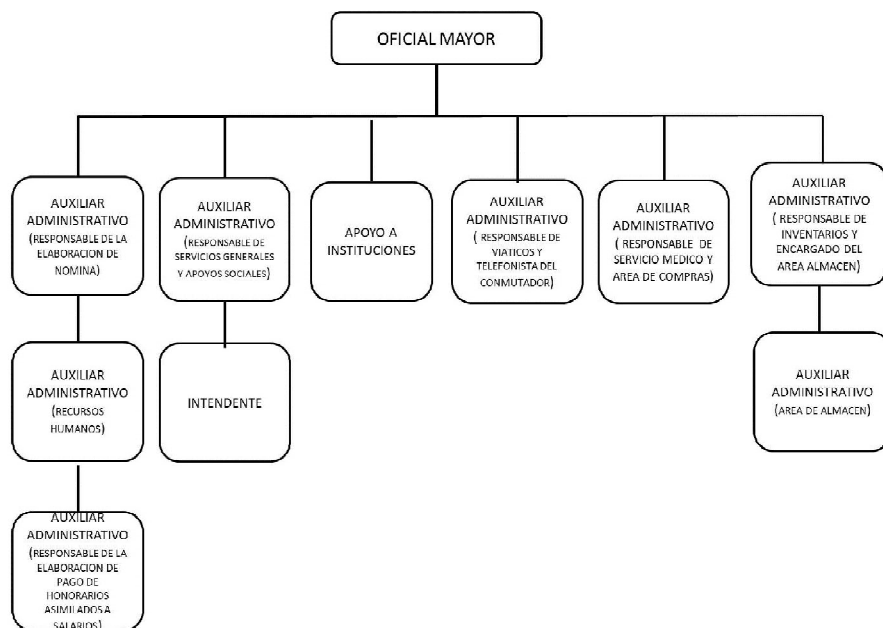 OFICIAL MAYOR
AUXILIAR
ADMINISTRATIVO
(RESPONSABLE DE LA
ELABORACION DE
NOMINA)
AUXILIAR
ADMINISTRATIVO
(RESPONSABLE DE
SERVICIOS GENERALES
Y APOYOS SOCIALES)
APOYO A
INSTITUCIONES
AUXILIAR
ADMINISTRATIVO
( RESPONSABLE DE
VIATICOS Y
TELEFONISTA DEL
CONMUTADOR)
AUXILIAR
ADMINISTRATIVO
( RESPONSABLE DE
SERVICIO MEDICO Y
AREA DE COMPRAS)
AUXILIAR
ADMINISTRATIVO
( RESPONSABLE DE
INVENTARIOS Y
ENCARGADO DEL
AREA ALMACEN)
AUXILIAR
ADMINISTRATIVO
(RECURSOS
HUMANOS)
INTENDENTE
AUXILIAR
ADMINISTRATIVO
(AREA DE ALMACEN)
AUXILIAR
ADMINISTRATIVO
(RESPONSABLE DE LA
ELABORACION DE
PAGO DE
HONORARIOS
ASIMILADOS A
SALARIOS)